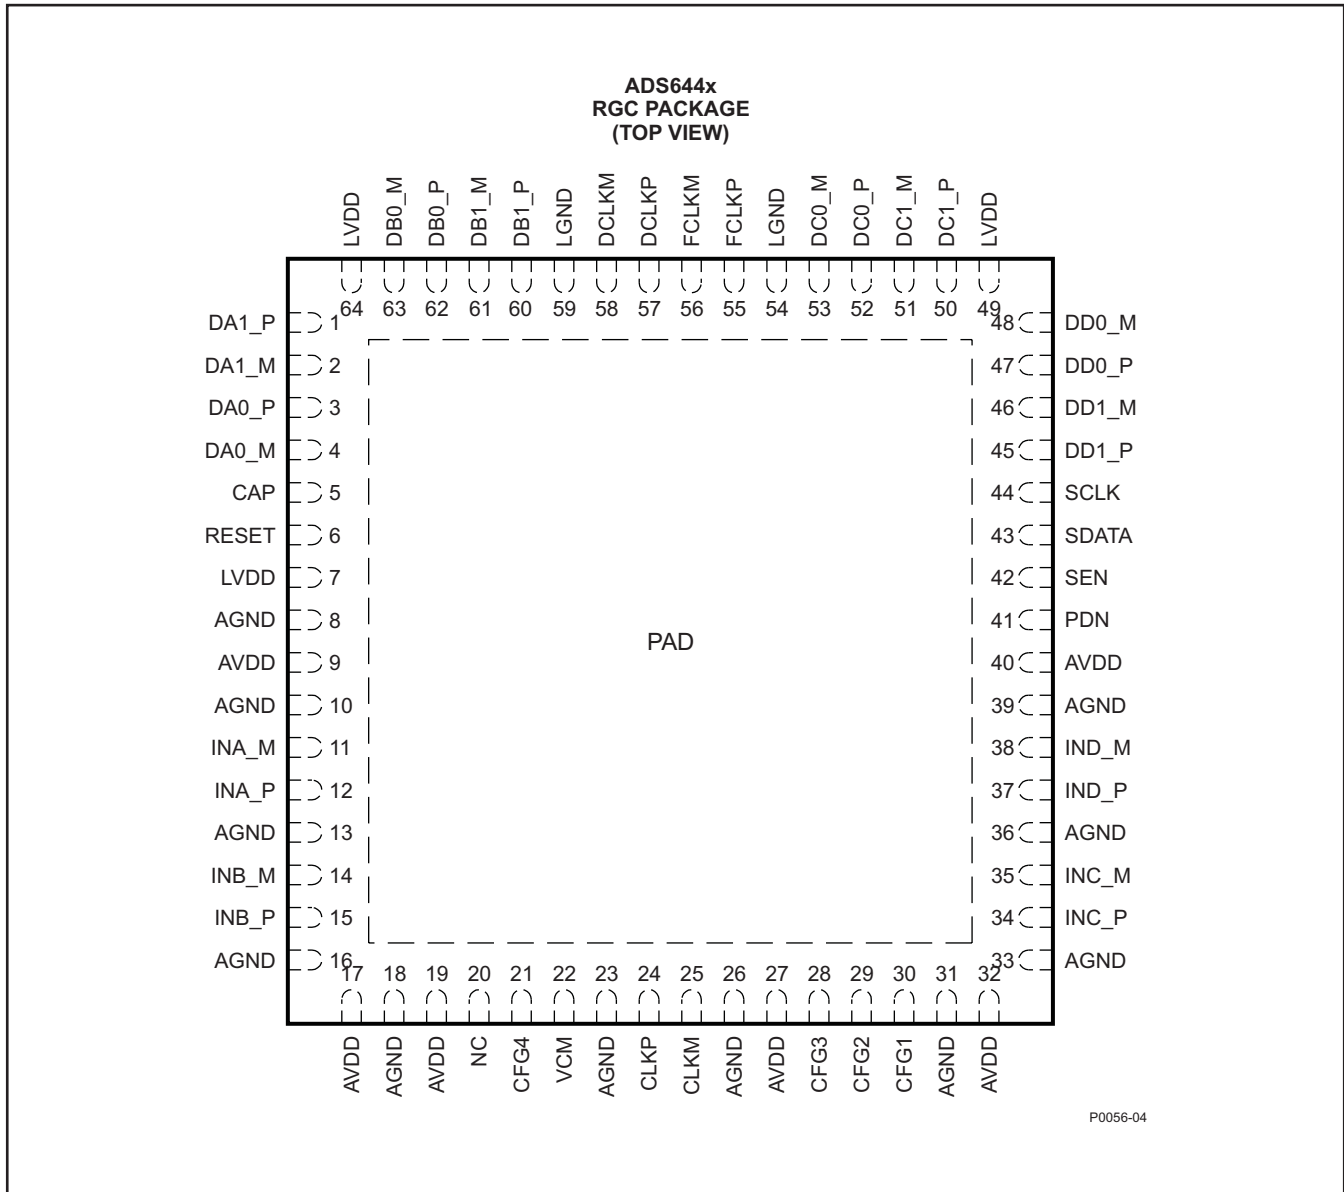 ADS644x
RGC PACKAGE
(TOP VIEW)
LVDD
DB0_M
DB0_P
DB1_M
DB1_P
LGND
DCLKM
DCLKP
FCLKM
FCLKP
LGND
DC0_M
DC0_P
DC1_M
DC1_P
LVDD
64 63 62 61 60 59 58 57 56 55 54 53 52 51 50 49
DA1_P 1 48 DD0_M
DA1_M 2 47 DD0_P
DA0_P 3 46 DD1_M
DA0_M 4 45 DD1_P
CAP 5 44 SCLK
RESET 6 43 SDATA
LVDD 7 42 SEN
AGND 8 41 PDN
PAD
AVDD 9 40 AVDD
AGND 10 39 AGND
INA_M 11 38 IND_M
INA_P 12 37 IND_P
AGND 13 36 AGND
INB_M 14 35 INC_M
INB_P 15 34 INC_P
AGND 16 33 AGND
17 18 19 20 21 22 23 24 25 26 27 28 29 30 31 32
AVDD
AGND
AVDD
NC
CFG4
VCM
AGND
CLKP
CLKM
AGND
AVDD
CFG3
CFG2
CFG1
AGND
AVDD
P0056-04